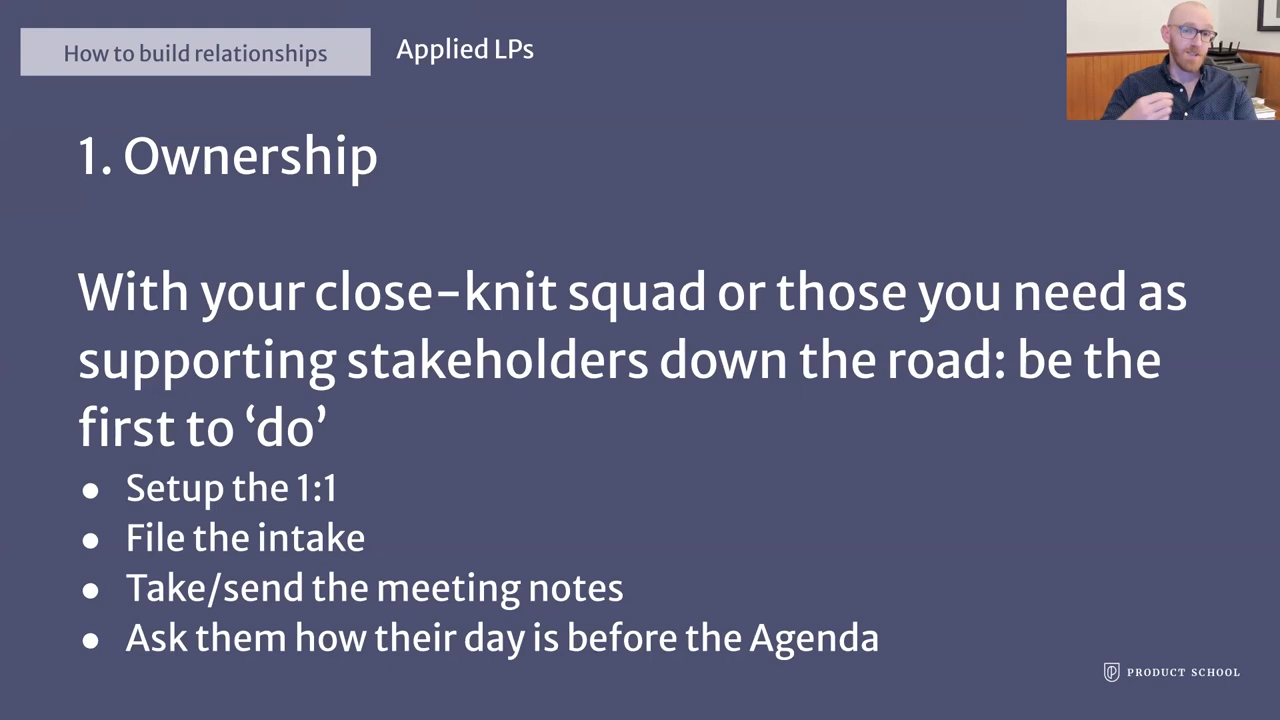 How to build relationships
Applied LPs
1. Ownership
With your close-knit squad or those you need as
supporting stakeholders down the road: be the
first to ‘do’
● Setup the 1:1
● File the intake
● Take/send the meeting notes
● Ask them how their day is before the Agenda
PRODUCT SCHOOL